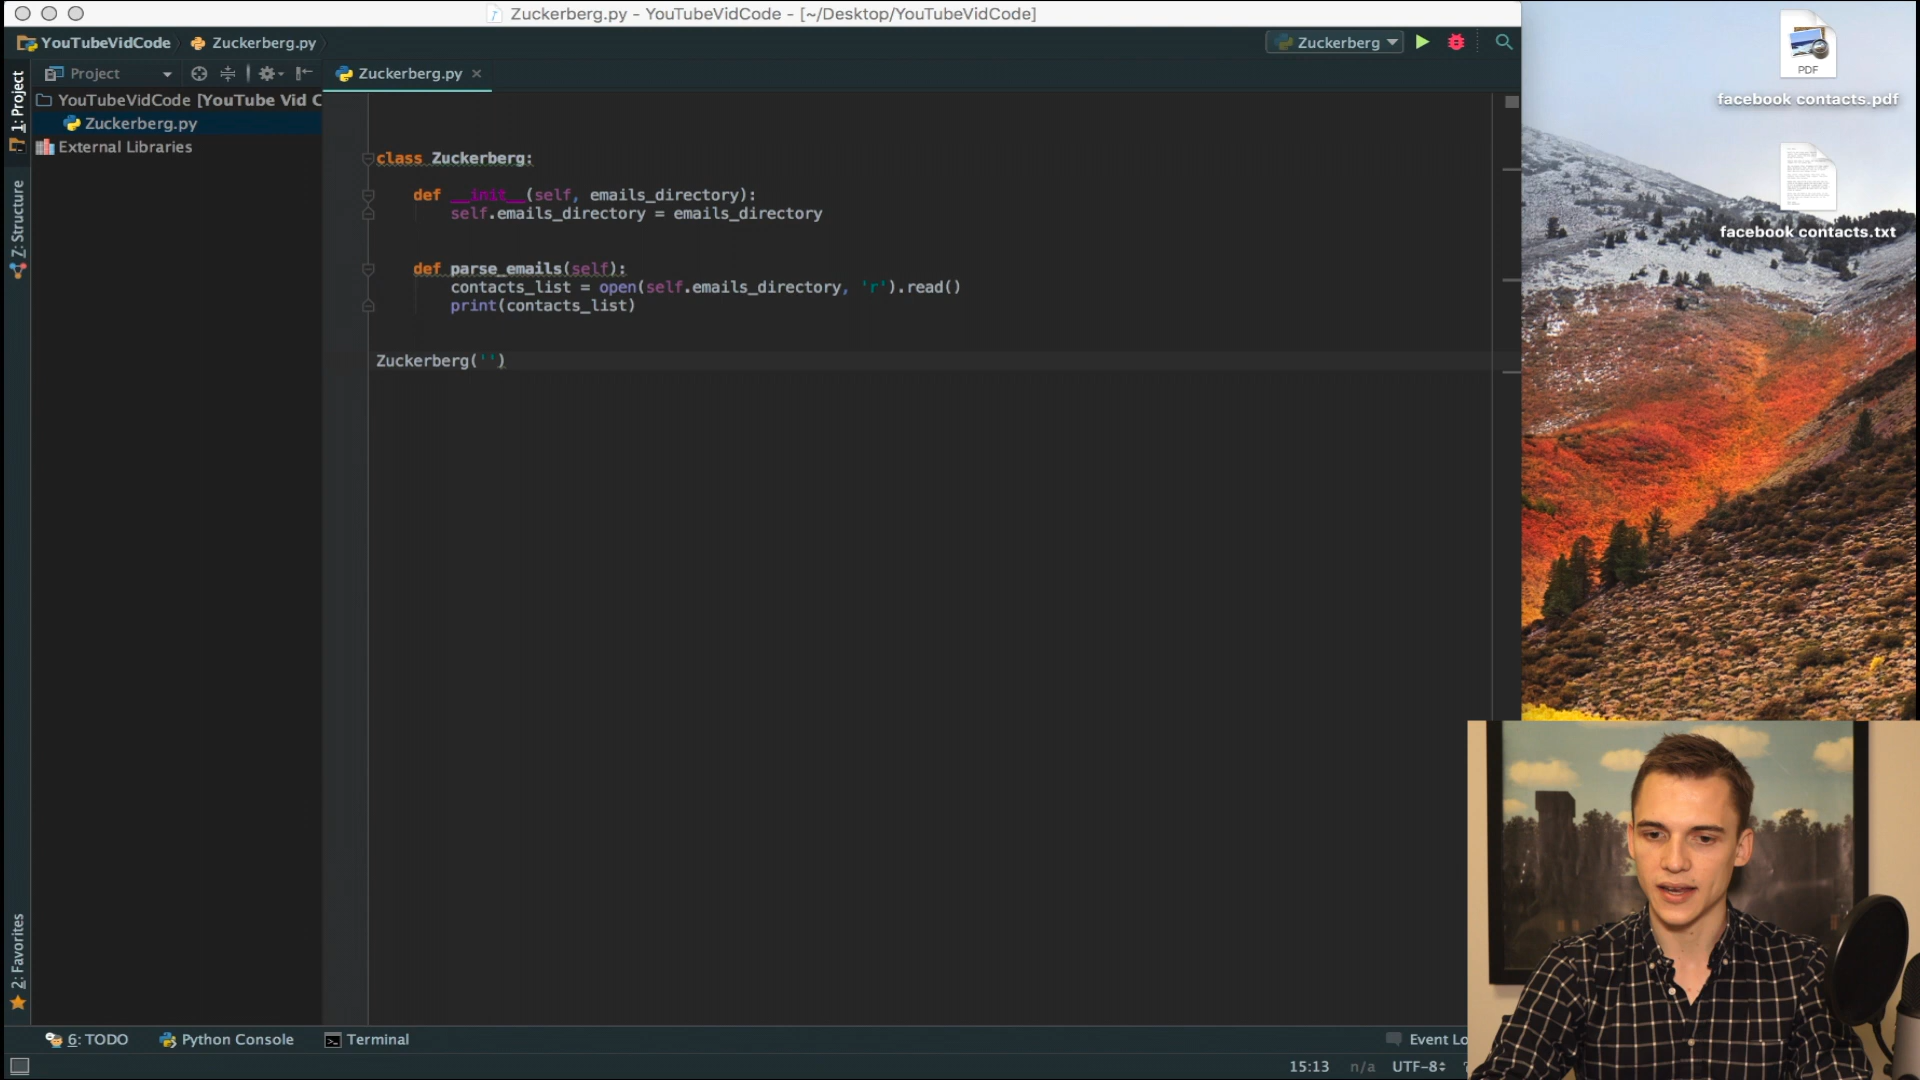 Zuckerberg.py - YouTubeVidCode - [~/Desktop/YouTubeVidCode]
YouTubeVidCode Zuckerberg.py Zuckerberg
1: Project
Project
Zuckerberg.py
YouTubeVidCode [YouTube Vid C
Zuckerberg.py
External Libraries
Z: Structure
2: Favorites
class Zuckerberg:
def __init__(self, emails_directory):
self.emails_directory = emails_directory
def parse_emails(self):
contacts_list = open(self.emails_directory, 'r').read()
print(contacts_list)
Zuckerberg('')
PDF
facebook contacts.pdf
facebook contacts.txt
6: TODO Python Console Terminal Event Lo
15:13 n/a UTF-8